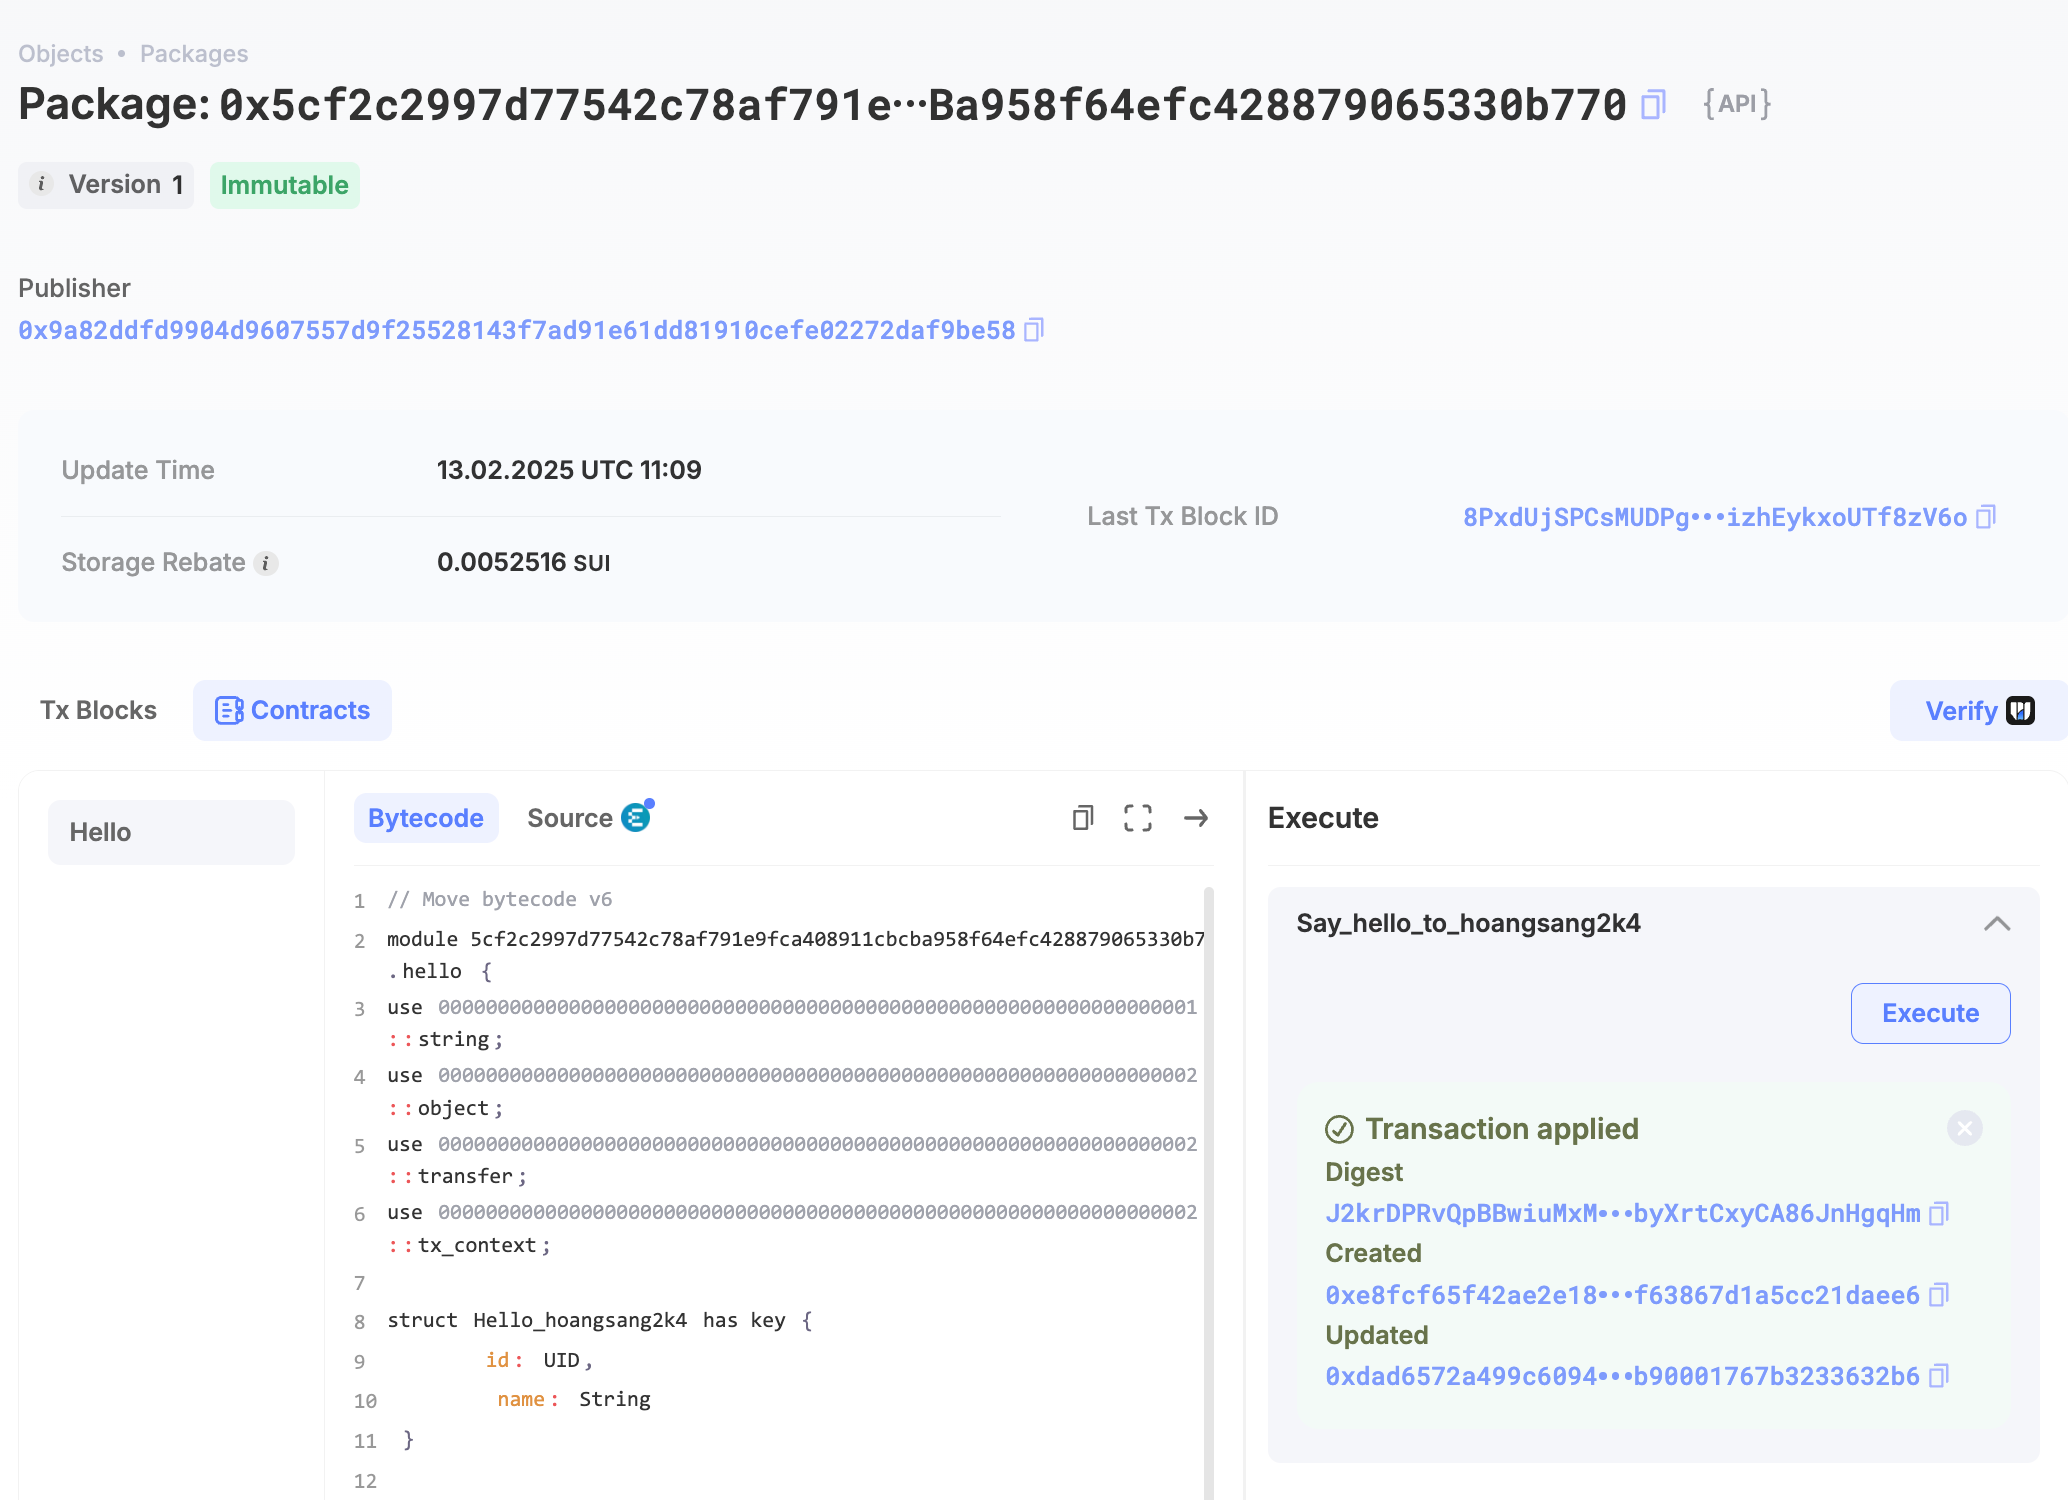 Objects • Packages
Package: 0x5cf2c2997d77542c78af791e···Ba958f64efc428879065330b770 {API}
i Version 1 Immutable
Publisher
0x9a82ddfd9904d9607557d9f25528143f7ad91e61dd81910cefe02272daf9be58
Update Time 13.02.2025 UTC 11:09
Storage Rebate i 0.0052516 SUI
Last Tx Block ID 8PxdUjSPCsMUDPg•••izhEykxoUTf8zV6o
Tx Blocks Contracts Verify
Hello
Bytecode Source
1 // Move bytecode v6
2 module 5cf2c2997d77542c78af791e9fca408911cbcba958f64efc428879065330b7
.hello {
3 use 0000000000000000000000000000000000000000000000000000000000000001
::string;
4 use 0000000000000000000000000000000000000000000000000000000000000002
::object;
5 use 0000000000000000000000000000000000000000000000000000000000000002
::transfer;
6 use 0000000000000000000000000000000000000000000000000000000000000002
::tx_context;
7
8 struct Hello_hoangsang2k4 has key {
9 id: UID,
10 name: String
11 }
12
Execute
Say_hello_to_hoangsang2k4
Execute
Transaction applied
Digest
J2krDPRvQpBBwiuMxM•••byXrtCxyCA86JnHgqHm
Created
0xe8fcf65f42ae2e18•••f63867d1a5cc21daee6
Updated
0xdad6572a499c6094•••b90001767b3233632b6